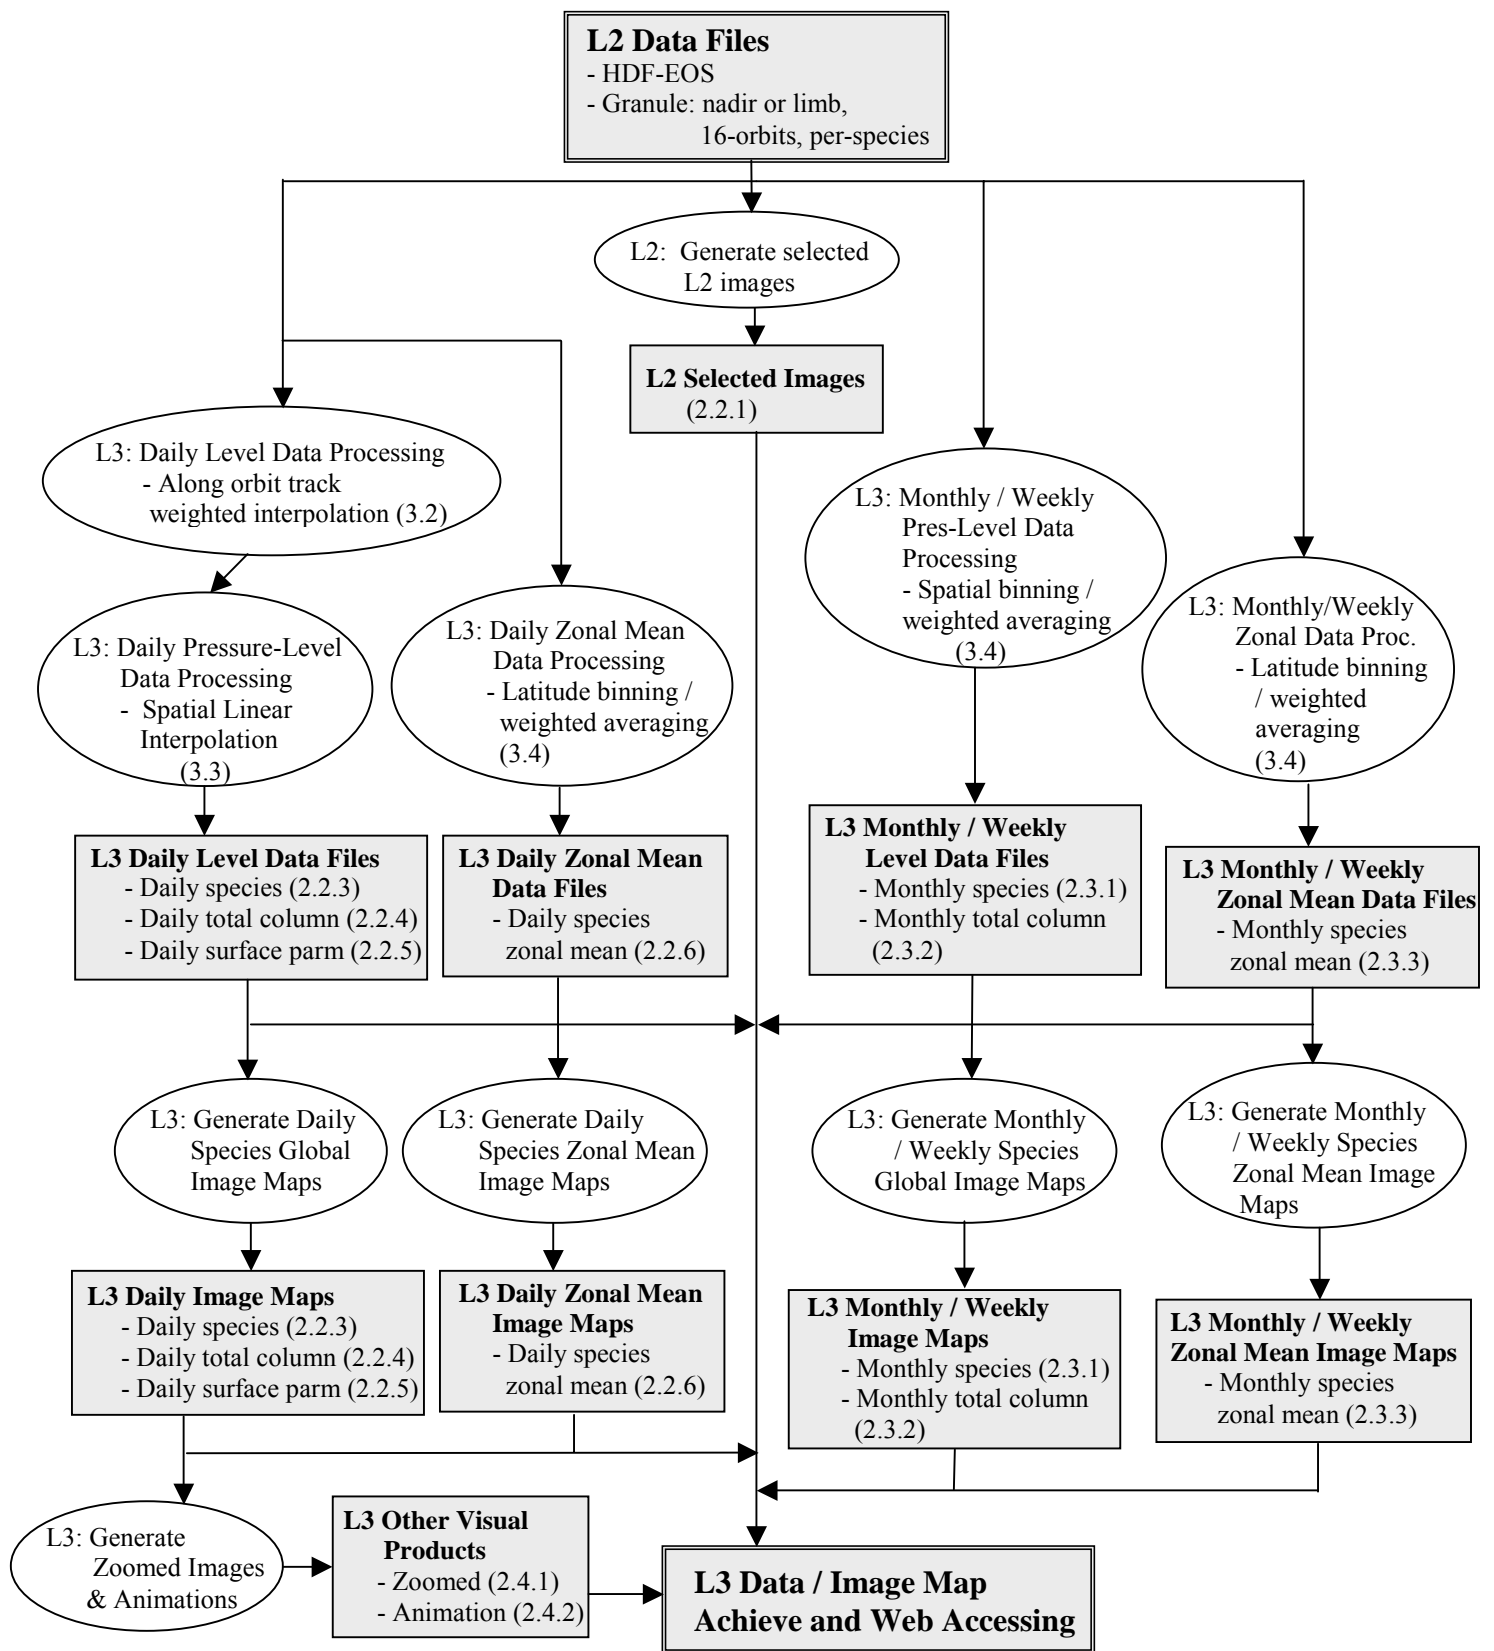 L2 Data Files
- HDF-EOS
- Granule: nadir or limb,
16-orbits, per-species
L2: Generate selected
L2 images
L2 Selected Images
(2.2.1)
L3: Daily Level Data Processing
- Along orbit track
weighted interpolation (3.2)
L3: Monthly / Weekly
Pres-Level Data
Processing
- Spatial binning /
weighted averaging
(3.4)
L3: Daily Pressure-Level
Data Processing
- Spatial Linear
Interpolation
(3.3)
L3: Daily Zonal Mean
Data Processing
- Latitude binning /
weighted averaging
(3.4)
L3: Monthly/Weekly
Zonal Data Proc.
- Latitude binning
/ weighted
averaging
(3.4)
L3 Daily Level Data Files
- Daily species (2.2.3)
- Daily total column (2.2.4)
- Daily surface parm (2.2.5)
L3 Daily Zonal Mean
Data Files
- Daily species
zonal mean (2.2.6)
L3 Monthly / Weekly
Level Data Files
- Monthly species (2.3.1)
- Monthly total column
(2.3.2)
L3 Monthly / Weekly
Zonal Mean Data Files
- Monthly species
zonal mean (2.3.3)
L3: Generate Daily
Species Global
Image Maps
L3: Generate Daily
Species Zonal Mean
Image Maps
L3: Generate Monthly
/ Weekly Species
Global Image Maps
L3: Generate Monthly
/ Weekly Species
Zonal Mean Image
Maps
L3 Daily Image Maps
- Daily species (2.2.3)
- Daily total column (2.2.4)
- Daily surface parm (2.2.5)
L3 Daily Zonal Mean
Image Maps
- Daily species
zonal mean (2.2.6)
L3 Monthly / Weekly
Image Maps
- Monthly species (2.3.1)
- Monthly total column
(2.3.2)
L3 Monthly / Weekly
Zonal Mean Image Maps
- Monthly species
zonal mean (2.3.3)
L3: Generate
Zoomed Images
& Animations
L3 Other Visual
Products
- Zoomed (2.4.1)
- Animation (2.4.2)
L3 Data / Image Map
Achieve and Web Accessing